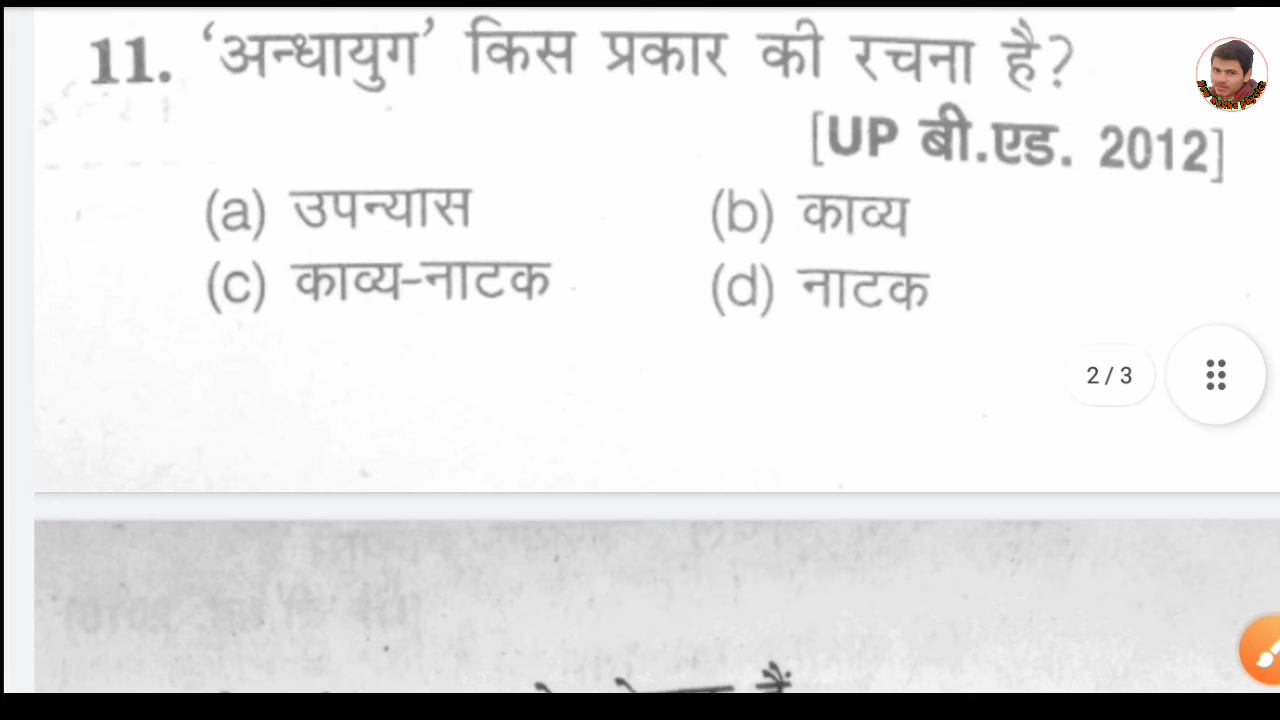 11. ‘अन्धायुग’ किस प्रकार की रचना है?
[UP बी.एड. 2012]
(a) उपन्यास (b) काव्य
(c) काव्य-नाटक (d) नाटक
2 / 3